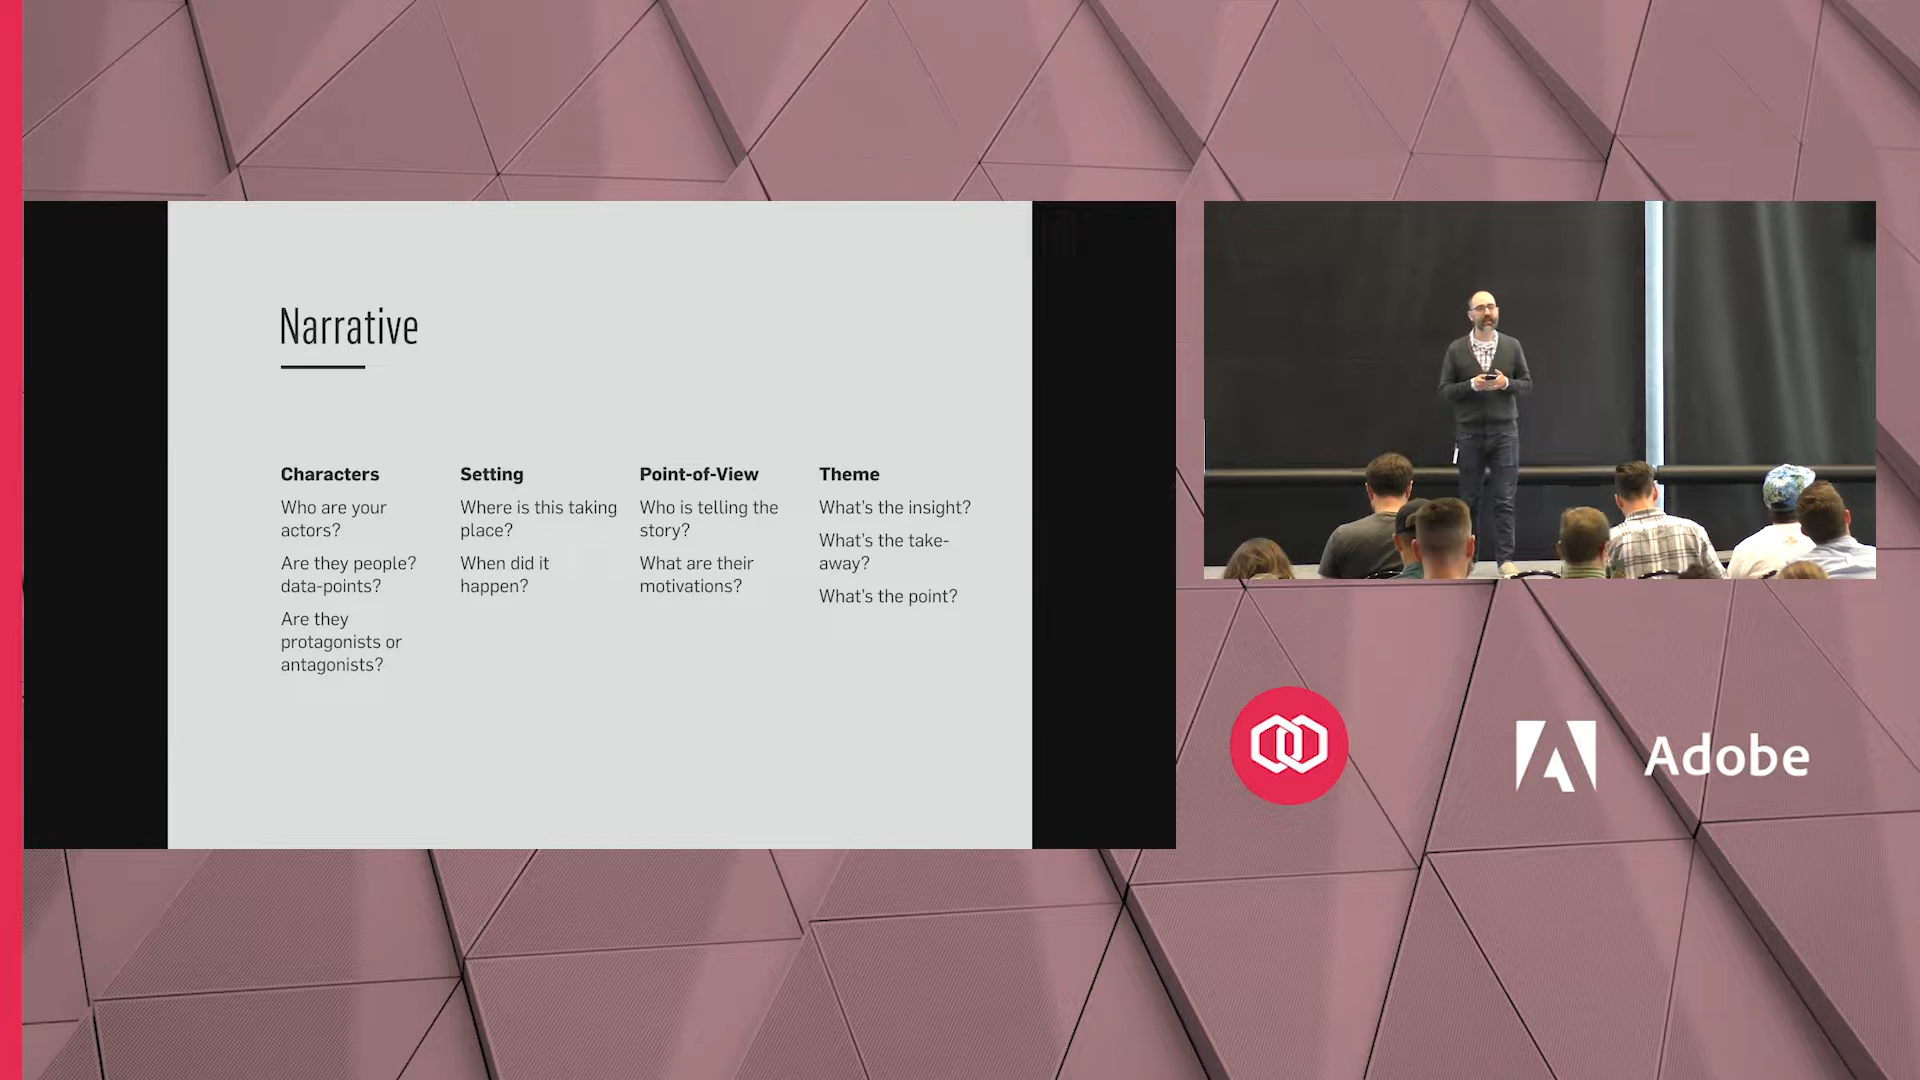 Narrative
Characters
Who are your
actors?
Are they people?
data-points?
Are they
protagonists or
antagonists?
Setting
Where is this taking
place?
When did it
happen?
Point-of-View
Who is telling the
story?
What are their
motivations?
Theme
What's the insight?
What's the take-
away?
What's the point?
Adobe